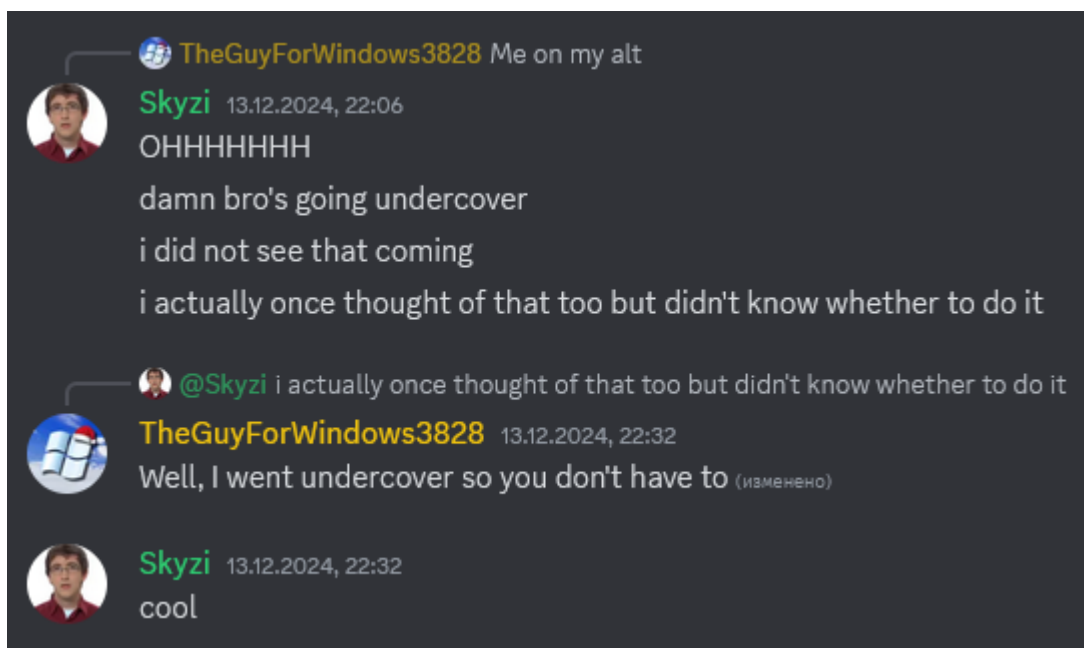 TheGuyForWindows3828 Me on my alt
Skyzi 13.12.2024, 22:06
OHHHHHHH
damn bro's going undercover
i did not see that coming
i actually once thought of that too but didn't know whether to do it
@Skyzi i actually once thought of that too but didn't know whether to do it
TheGuyForWindows3828 13.12.2024, 22:32
Well, I went undercover so you don't have to (изменено)
Skyzi 13.12.2024, 22:32
cool